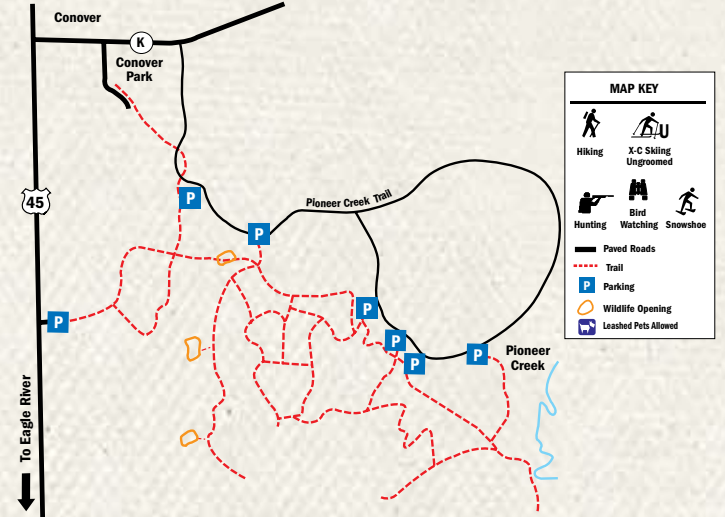 Conover
K
Conover
Park
45
Pioneer Creek Trail
P
P
P
P
P
P
P
Pioneer
Creek
To Eagle River
MAP KEY
Hiking
X-C Skiing
Ungroomed
U
Hunting
Bird
Watching
Snowshoe
Paved Roads
Trail
P
Parking
Wildlife Opening
Leashed Pets Allowed